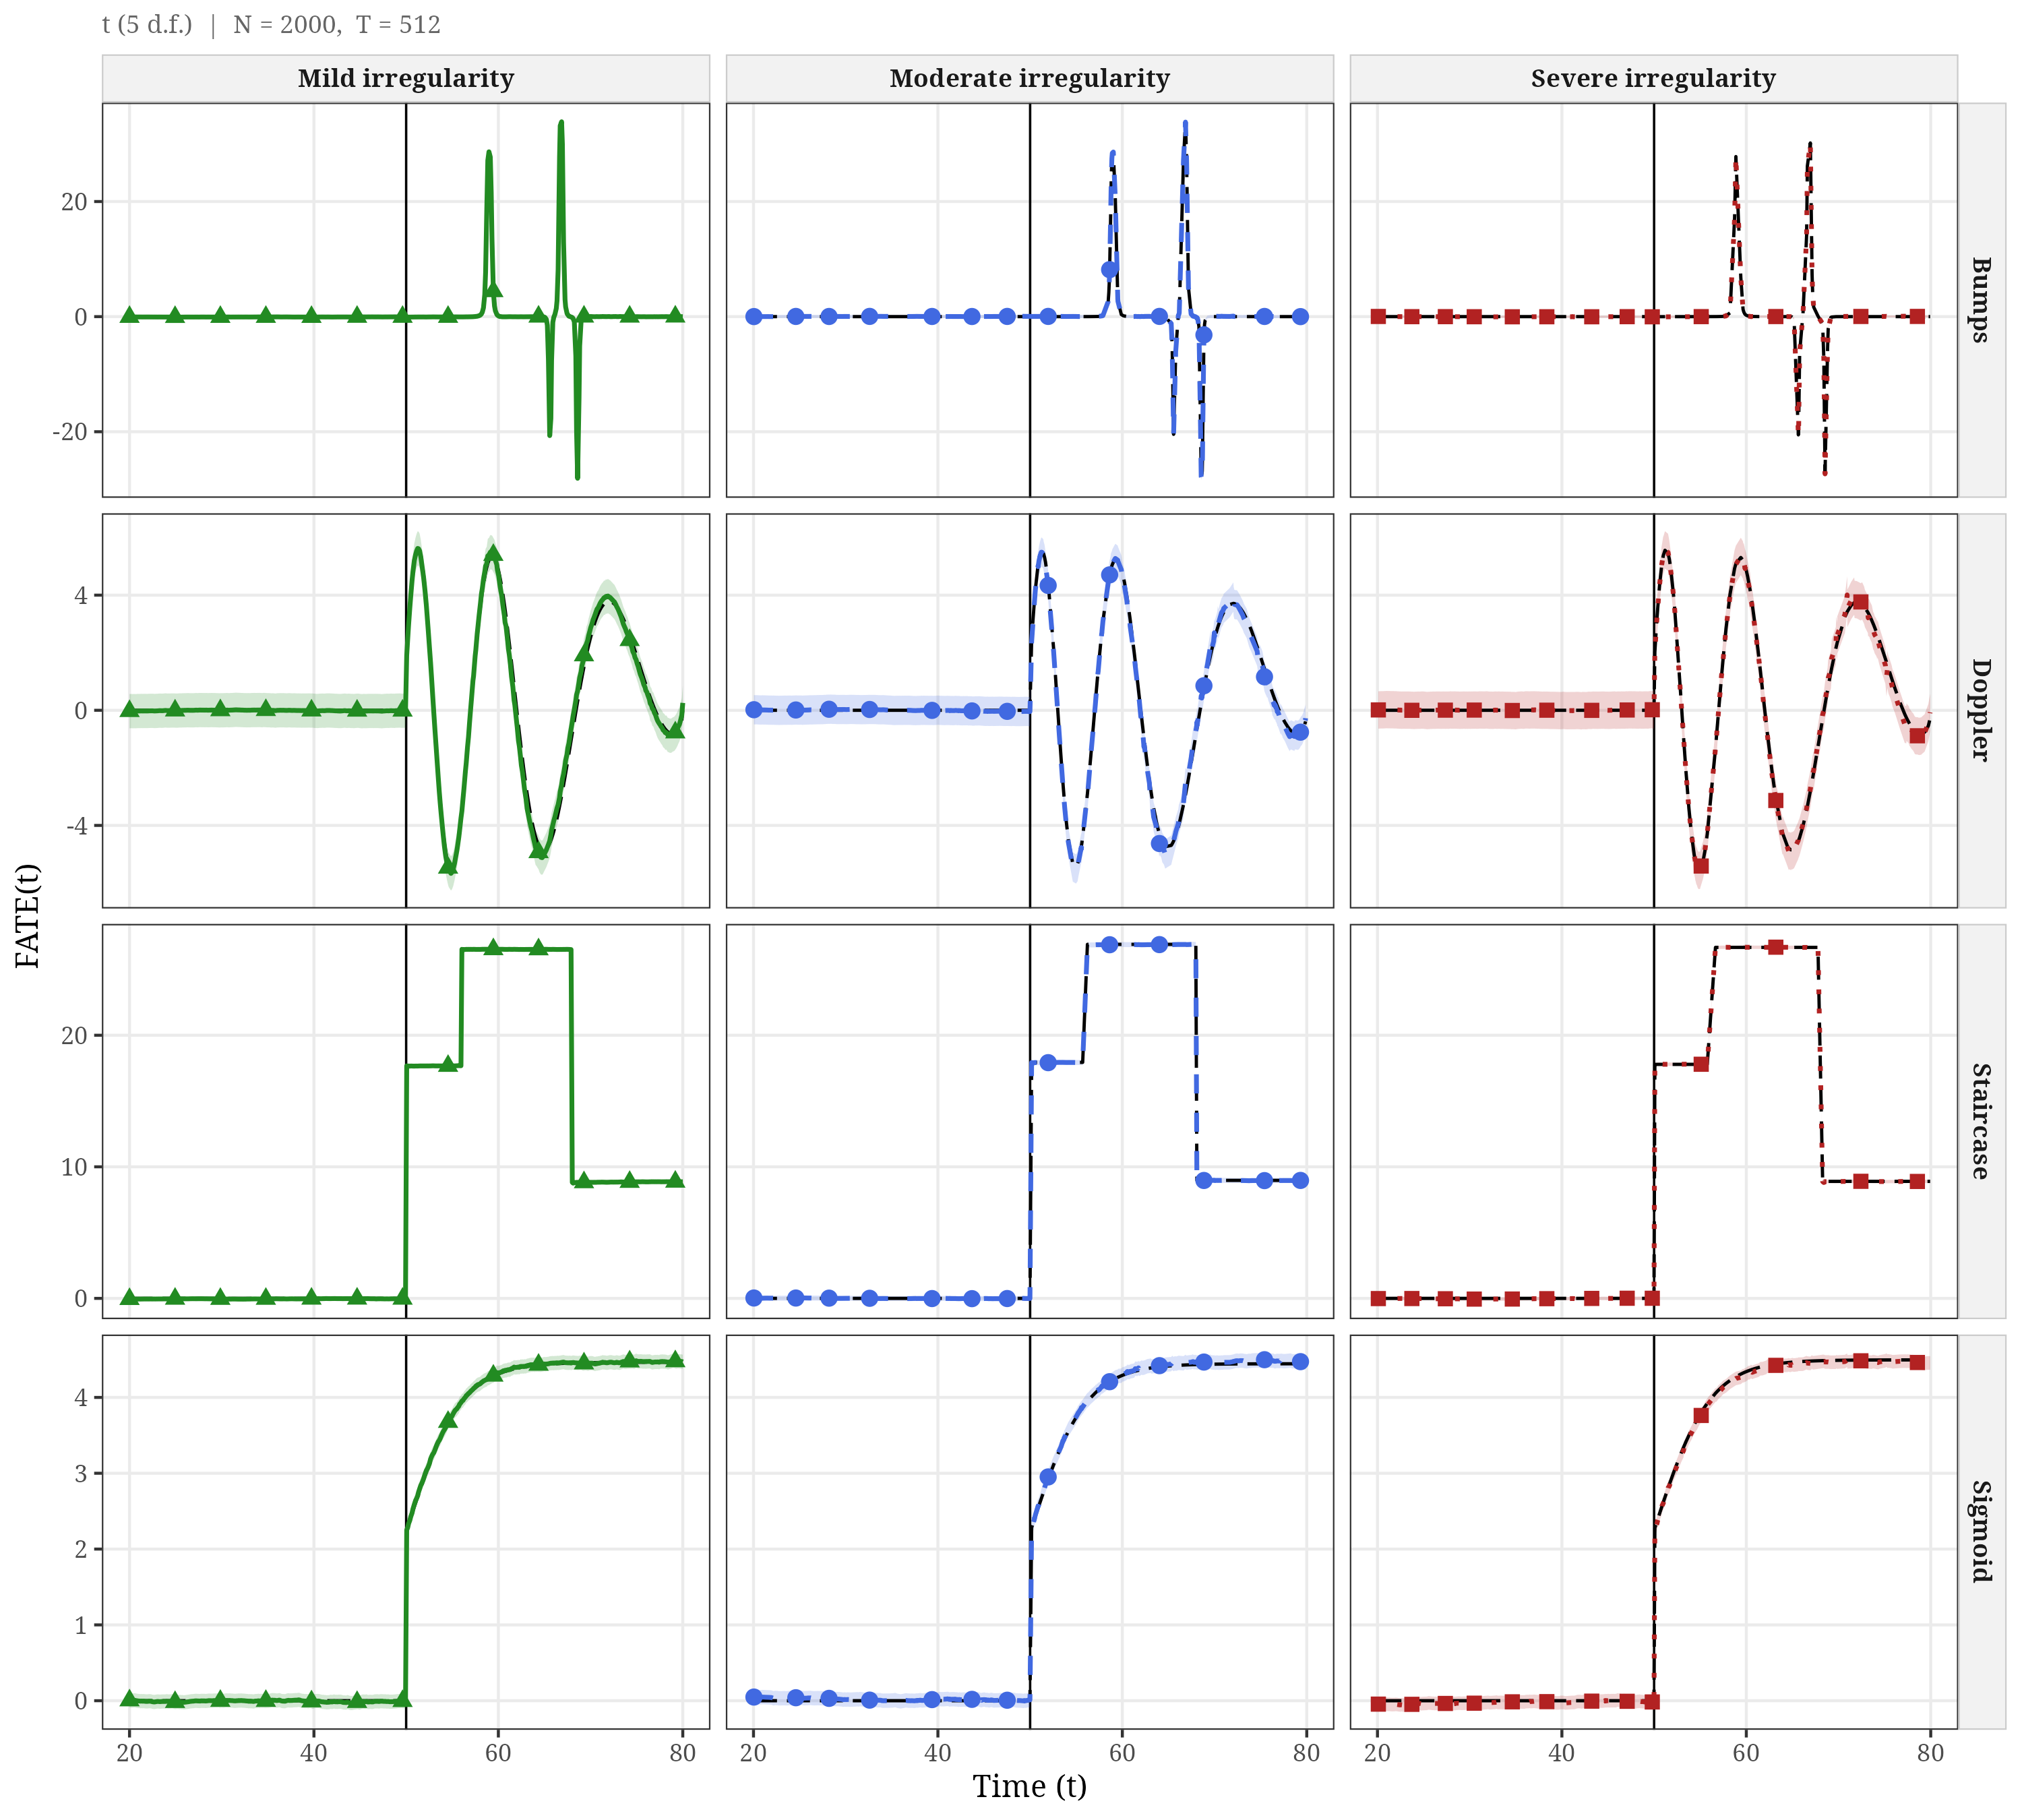 t (5 d.f.) | N = 2000, T = 512
Mild irregularity
Moderate irregularity
Severe irregularity
20
0
-20
Bumps
4
0
-4
Doppler
20
10
0
Staircase
4
3
2
1
0
Sigmoid
20 40 60 80
20 40 60 80
20 40 60 80
Time (t)
FATE(t)